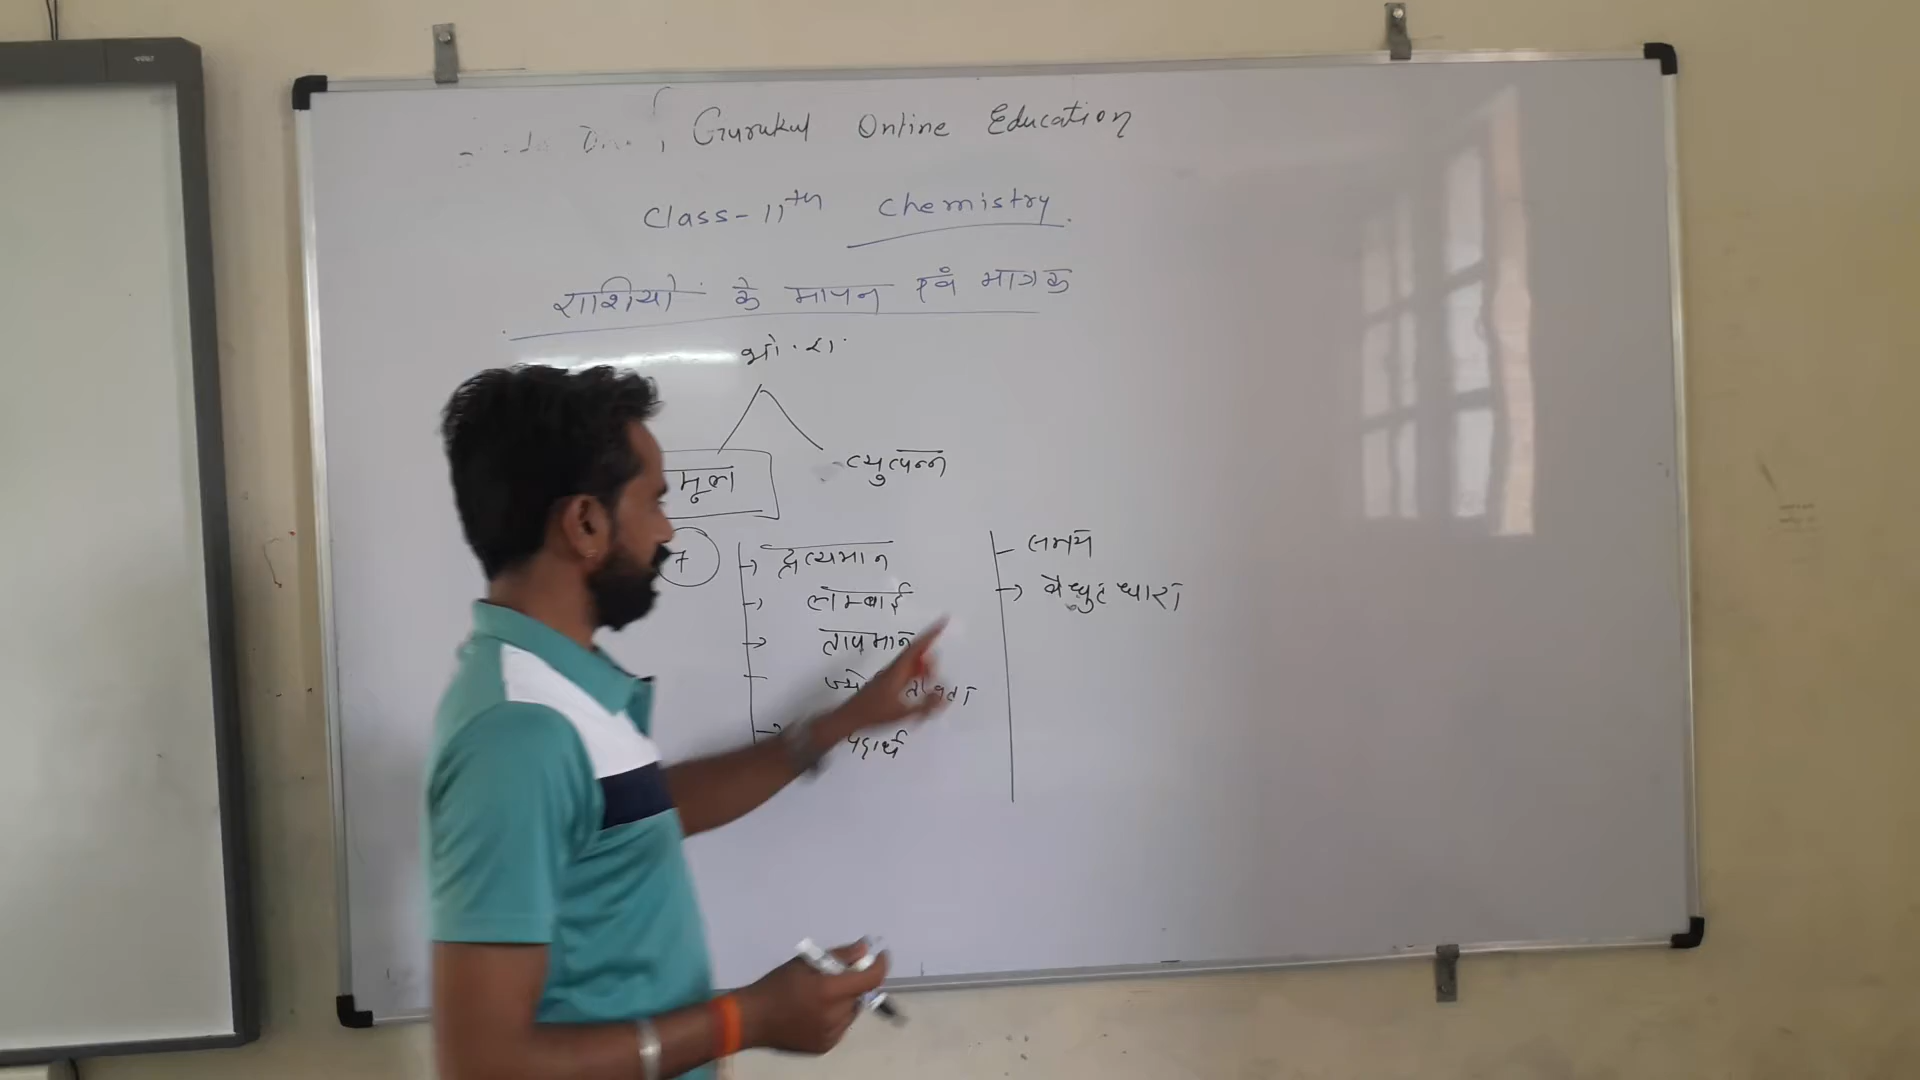 Gurukul Online Education
Class-11th Chemistry
राशियो के मापन एवं मात्रक
भौ. रा.
मूल
व्युत्पन्न
7
द्रव्यमान
लम्बाई
तापमान
पदार्थ
समय
वैधुत धारा